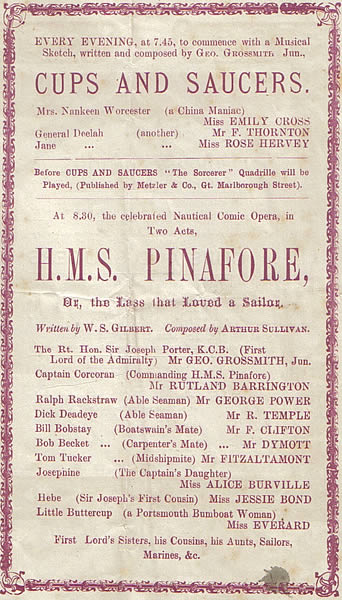 EVERY EVENING, at 7.45, to commence with a Musical
Sketch, written and composed by GEO. GROSSMITH Jun.,
CUPS AND SAUCERS.
Mrs. Nankeen Worcester (a China Maniac)
Miss EMILY CROSS
General Deelah (another) Mr F. THORNTON
Jane ... ... Miss ROSE HERVEY
Before CUPS AND SAUCERS "The Sorcerer" Quadrille will be
Played, (Published by Metzler & Co., Gt. Marlborough Street).
At 8.30, the celebrated Nautical Comic Opera, in
Two Acts,
H.M.S. PINAFORE,
Or, the Lass that Loved a Sailor.
Written by W. S. GILBERT. Composed by ARTHUR SULLIVAN.
The Rt. Hon. Sir Joseph Porter, K.C.B. (First
Lord of the Admiralty) Mr GEO. GROSSMITH, Jun.
Captain Corcoran (Commanding H.M.S. Pinafore)
Mr RUTLAND BARRINGTON
Ralph Rackstraw (Able Seaman) Mr GEORGE POWER
Dick Deadeye (Able Seaman) Mr R. TEMPLE
Bill Bobstay (Boatswain's Mate) Mr F. CLIFTON
Bob Becket ... (Carpenter's Mate) ... Mr DYMOTT
Tom Tucker ... (Midshipmite) Mr FITZALTAMONT
Josephine (The Captain's Daughter)
Miss ALICE BURVILLE
Hebe (Sir Joseph's First Cousin) Miss JESSIE BOND
Little Buttercup (a Portsmouth Bumboat Woman)
Miss EVERARD
First Lord's Sisters, his Cousins, his Aunts, Sailors,
Marines, &c.